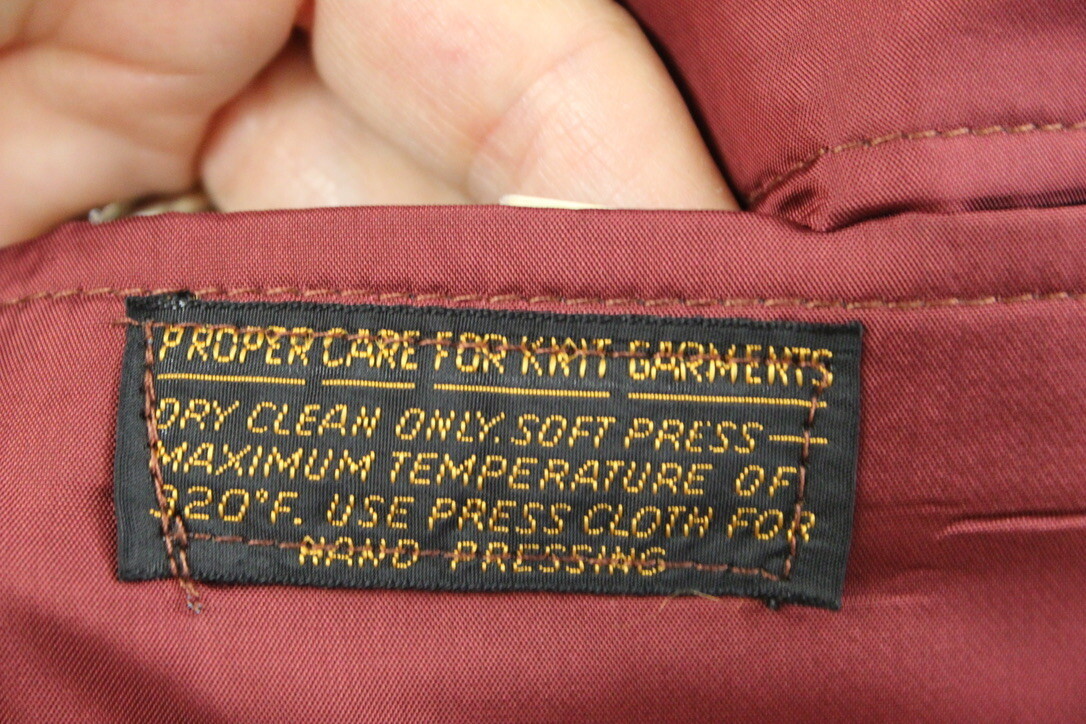 PROPER CARE FOR KIRIT GARMENTS
DRY CLEAN ONLY. SOFT PRESS —
MAXIMUM TEMPERATURE OF
320°F. USE PRESS CLOTH FOR
HAND PRESSING